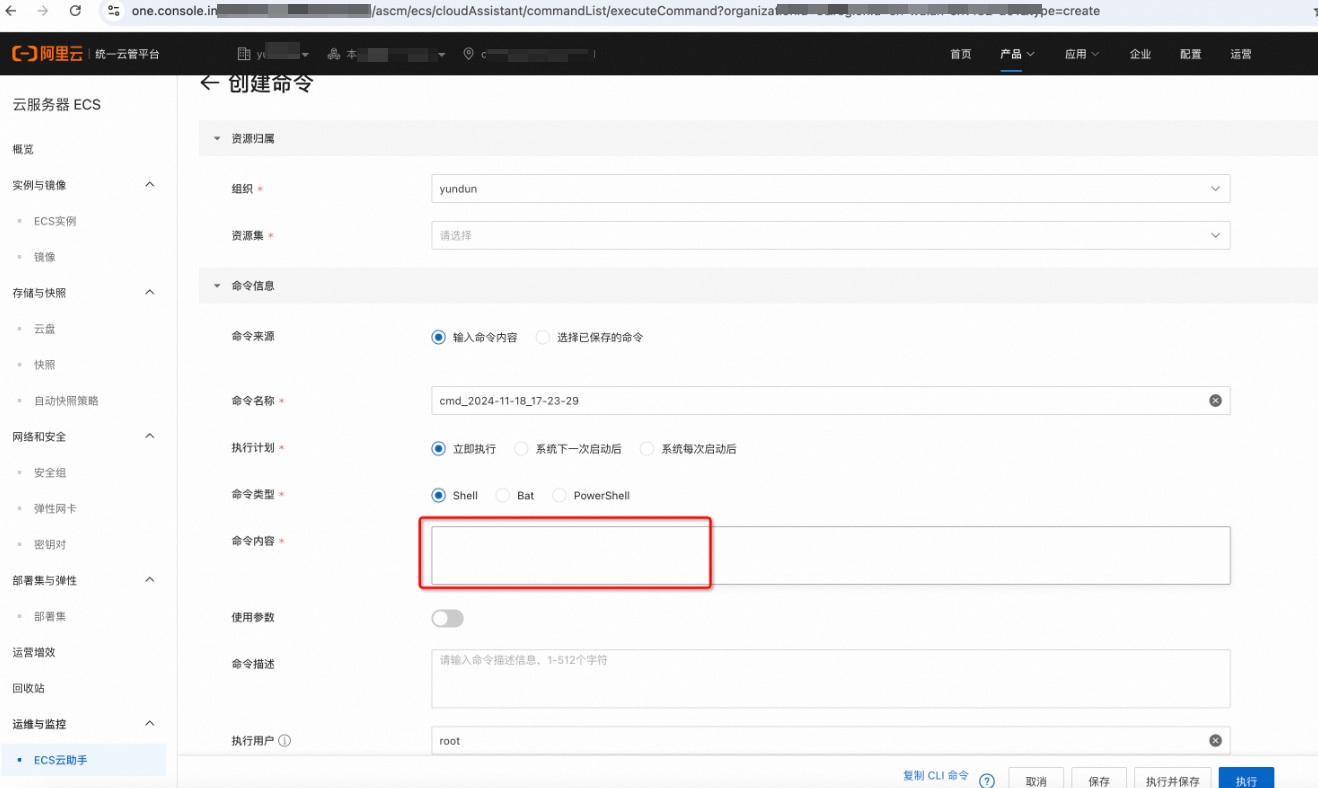 one.console.in /ascm/ecs/cloudAssistant/commandList/executeCommand?organiza type=create
阿里云 统一云管平台 首页 产品 应用 企业 配置 运营
云服务器 ECS
概览
实例与镜像
ECS实例
镜像
存储与快照
云盘
快照
自动快照策略
网络和安全
安全组
弹性网卡
密钥对
部署集与弹性
部署集
运营增效
回收站
运维与监控
ECS云助手
创建命令
资源归属
组织 * yundun
资源集 * 请选择
命令信息
命令来源 输入命令内容 选择已保存的命令
命令名称 * cmd_2024-11-18_17-23-29
执行计划 * 立即执行 系统下一次启动后 系统每次启动后
命令类型 * Shell Bat PowerShell
命令内容 *
使用参数
命令描述 请输入命令描述信息、1-512个字符
执行用户 root
复制 CLI 命令 取消 保存 执行并保存 执行